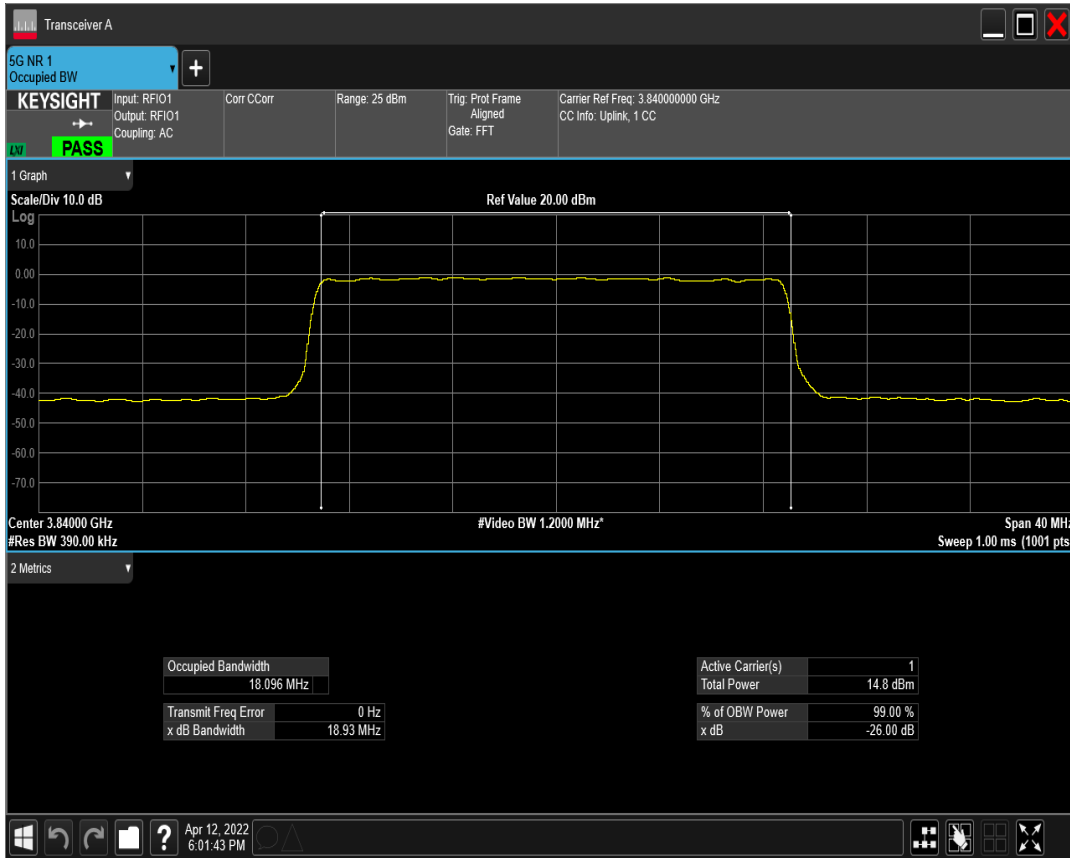 Transceiver A
5G NR 1
Occupied BW
+
KEYSIGHT
Input: RFIO1
Output: RFIO1
Coupling: AC
Corr CCorr
Range: 25 dBm
Trig: Prot Frame
Aligned
Gate: FFT
Carrier Ref Freq: 3.840000000 GHz
CC Info: Uplink, 1 CC
LXI
PASS
1 Graph
Scale/Div 10.0 dB
Ref Value 20.00 dBm
Log
10.0
0.00
-10.0
-20.0
-30.0
-40.0
-50.0
-60.0
-70.0
Center 3.84000 GHz
#Video BW 1.2000 MHz*
Span 40 MHz
#Res BW 390.00 kHz
Sweep 1.00 ms (1001 pts
2 Metrics
Occupied Bandwidth
18.096 MHz
Transmit Freq Error 0 Hz
x dB Bandwidth 18.93 MHz
Active Carrier(s) 1
Total Power 14.8 dBm
% of OBW Power 99.00 %
x dB -26.00 dB
?
Apr 12, 2022
6:01:43 PM